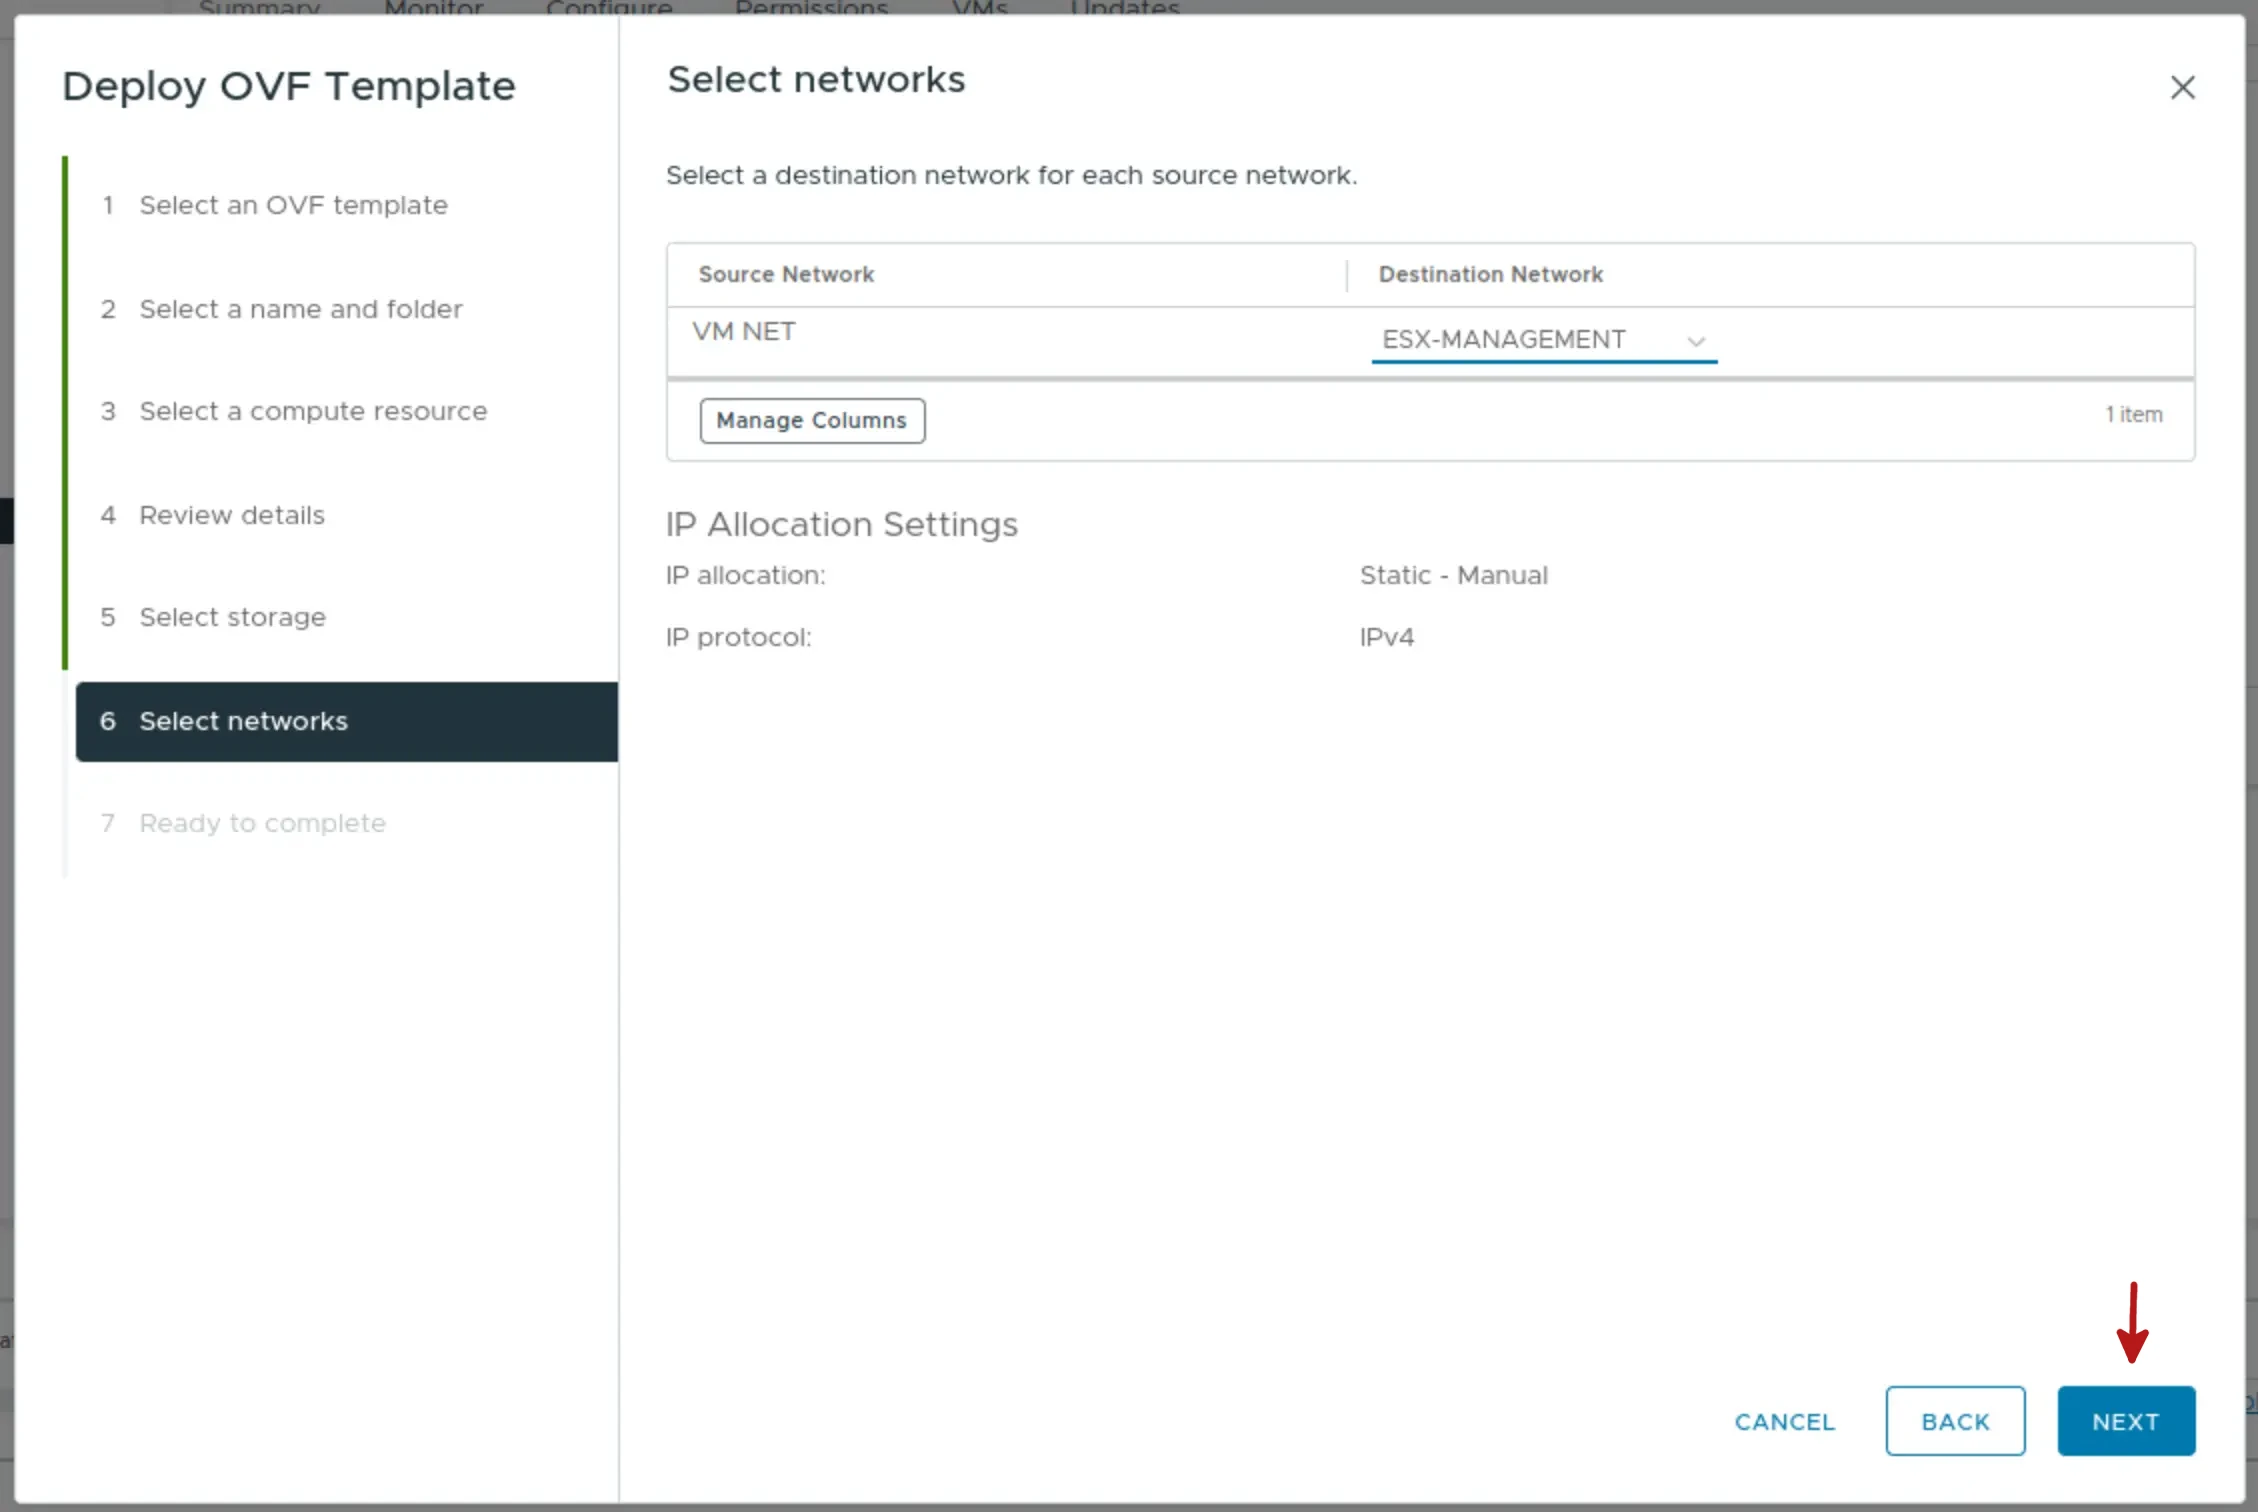 Summary Monitor Configure Permissions VMs Updates
Deploy OVF Template
1 Select an OVF template
2 Select a name and folder
3 Select a compute resource
4 Review details
5 Select storage
6 Select networks
7 Ready to complete
Select networks
Select a destination network for each source network.
Source Network Destination Network
VM NET ESX-MANAGEMENT
Manage Columns 1 item
IP Allocation Settings
IP allocation: Static - Manual
IP protocol: IPv4
CANCEL BACK NEXT